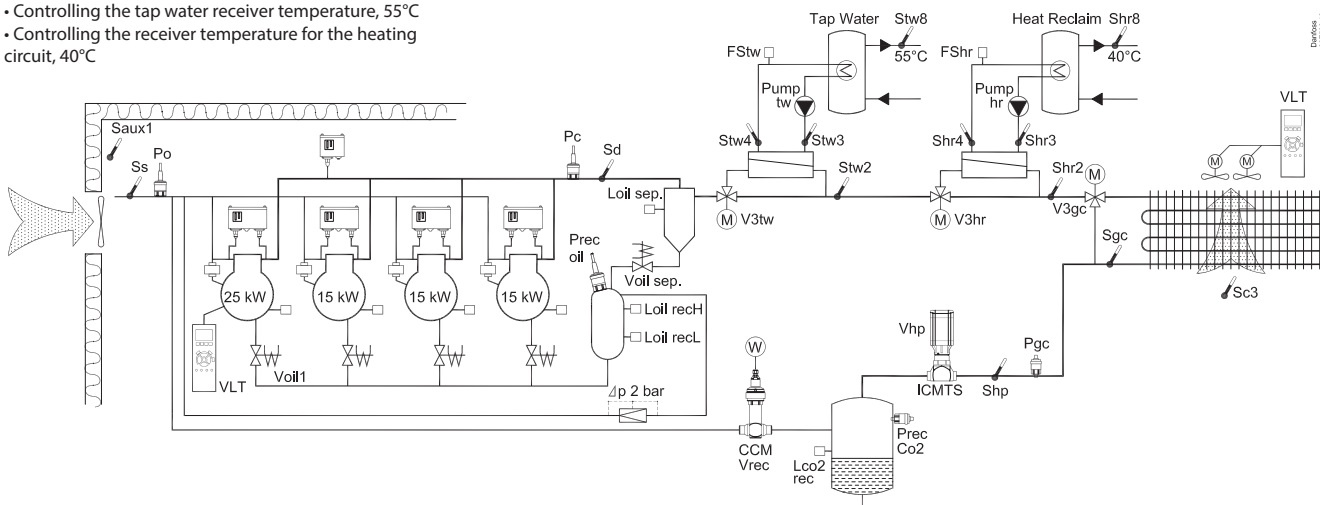 • Controlling the tap water receiver temperature, 55°C
• Controlling the receiver temperature for the heating
circuit, 40°C
Tap Water
Stw8
Heat Reclaim
Shr8
Danfoss
FStw
55°C
FShr
40°C
Pump
tw
Pump
hr
VLT
Saux1
Ss
Po
Pc
Sd
Stw4
Stw3
Shr4
Shr3
M
M
Loil sep.
Stw2
Shr2
M
M
V3tw
M
V3hr
V3gc
Prec
oil
Voil sep.
Sgc
25 kW
15 kW
15 kW
15 kW
Sc3
Loil recH
Loil recL
Vhp
Pgc
W
VLT
Voil1
Δp 2 bar
ICMTS
Shp
CCM
Vrec
Prec
Co2
Lco2
rec